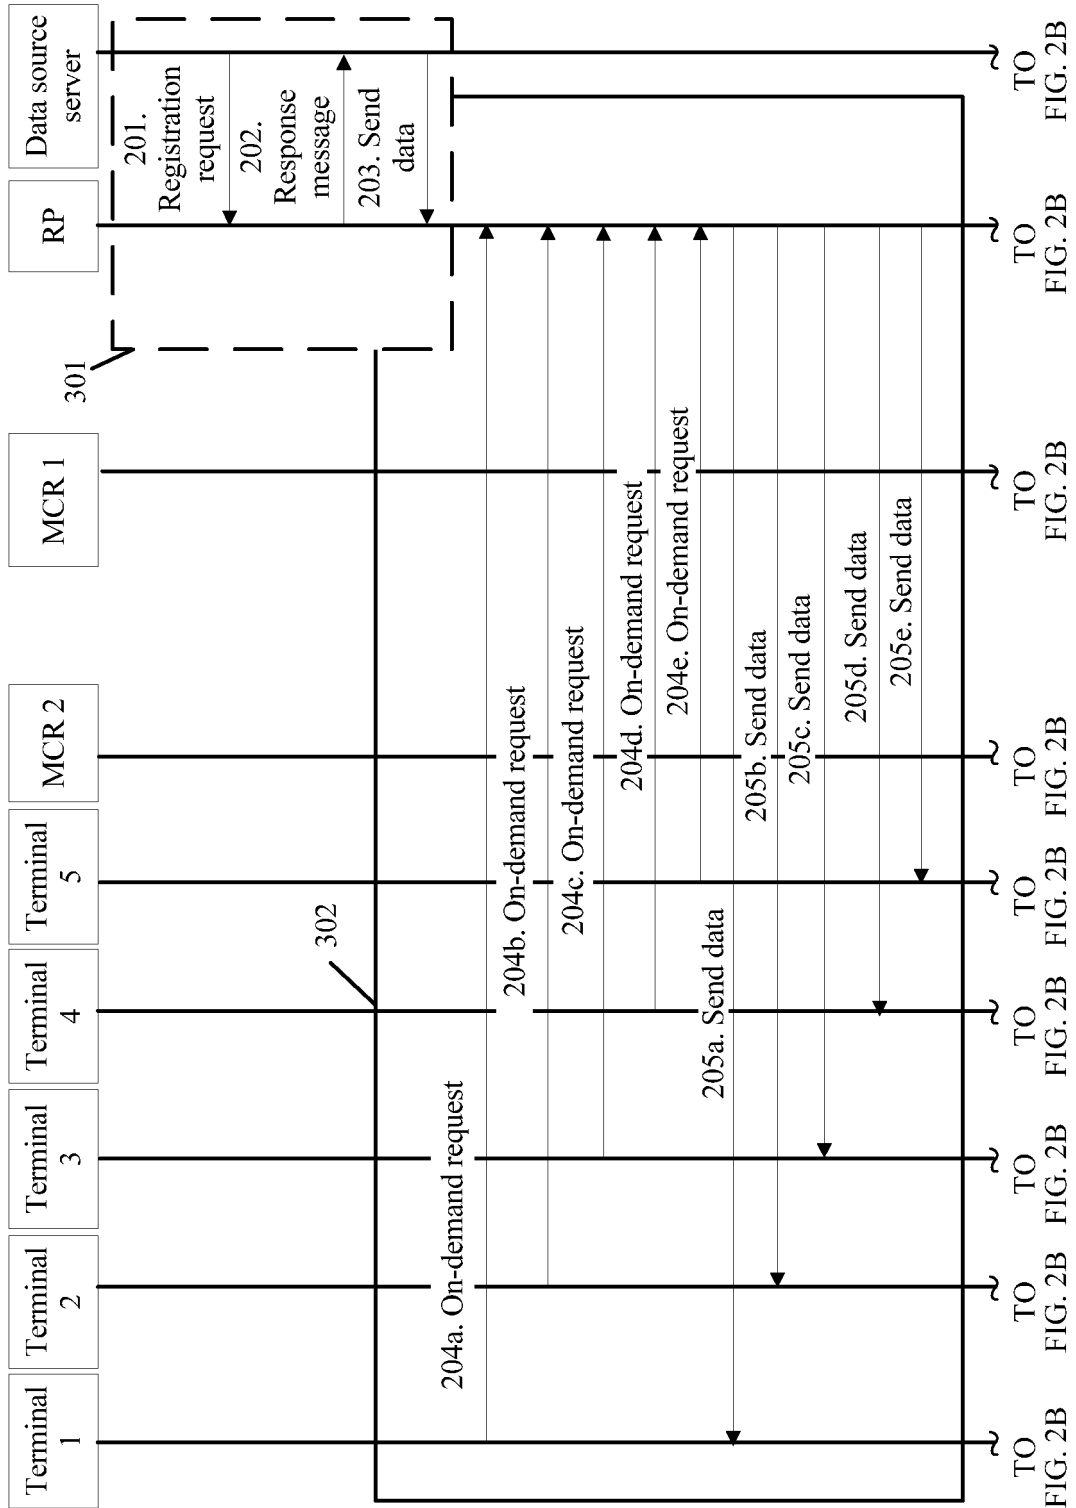 Terminal
1
Terminal
2
Terminal
3
Terminal
4
Terminal
5
MCR 2
MCR 1
RP
Data source
server
301
201.
Registration
request
202.
Response
message
203. Send
data
302
204a. On-demand request
204b. On-demand request
204c. On-demand request
204d. On-demand request
204e. On-demand request
205a. Send data
205b. Send data
205c. Send data
205d. Send data
205e. Send data
TO
FIG. 2B
TO
FIG. 2B
TO
FIG. 2B
TO
FIG. 2B
TO
FIG. 2B
TO
FIG. 2B
TO
FIG. 2B
TO
FIG. 2B
TO
FIG. 2B